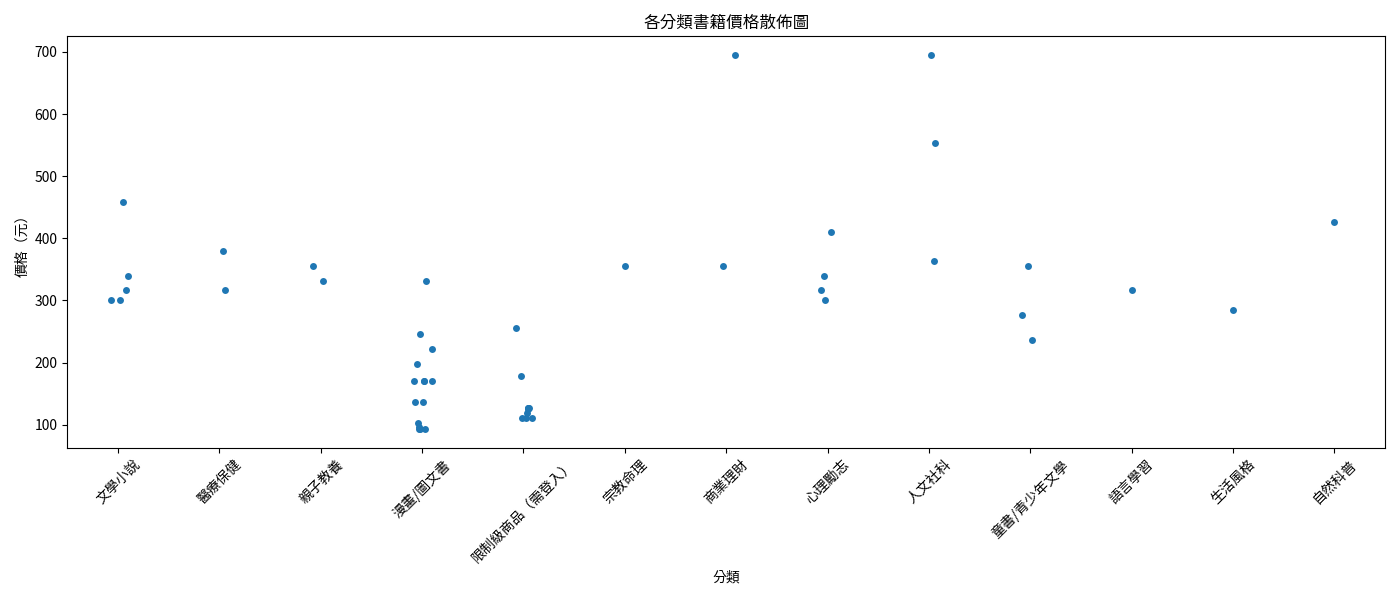 各分類書籍價格散佈圖
價格（元）
700
600
500
400
300
200
100
文學小說
醫療保健
親子教養
漫畫/圖文書
限制級商品（需登入）
宗教命理
商業理財
心理勵志
人文社科
童書/青少年文學
語言學習
生活風格
自然科普
分類